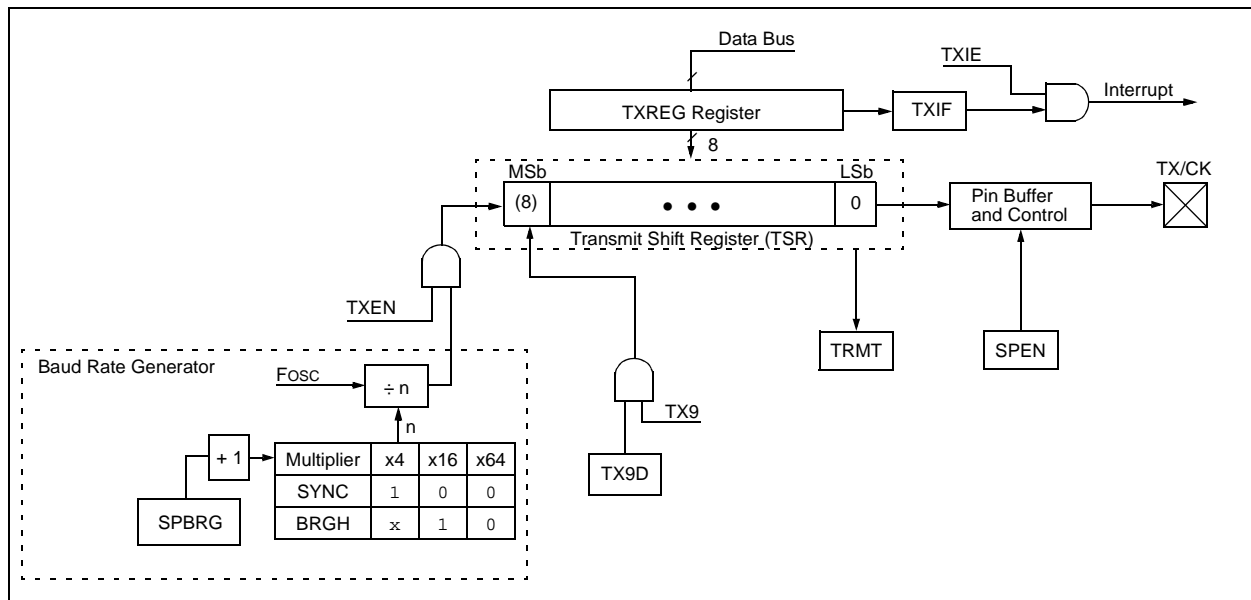 Data Bus
TXIE
Interrupt
TXREG Register
TXIF
8
MSb
LSb
TX/CK
(8)
• • •
0
Pin Buffer
and Control
Transmit Shift Register (TSR)
TXEN
TRMT
SPEN
Baud Rate Generator
FOSC
÷ n
TX9
n
+ 1
Multiplier x4 x16 x64
TX9D
SYNC 1 0 0
SPBRG
BRGH x 1 0